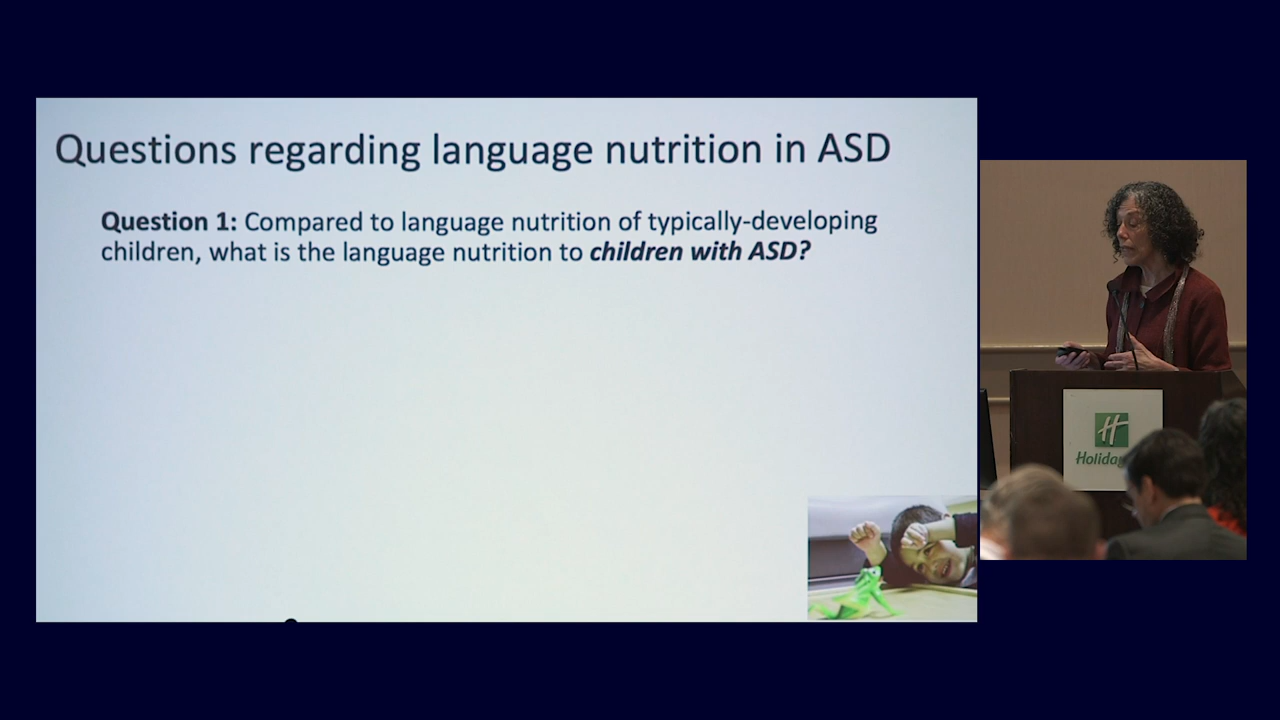 Questions regarding language nutrition in ASD
Question 1: Compared to language nutrition of typically-developing
children, what is the language nutrition to children with ASD?
H
Holiday